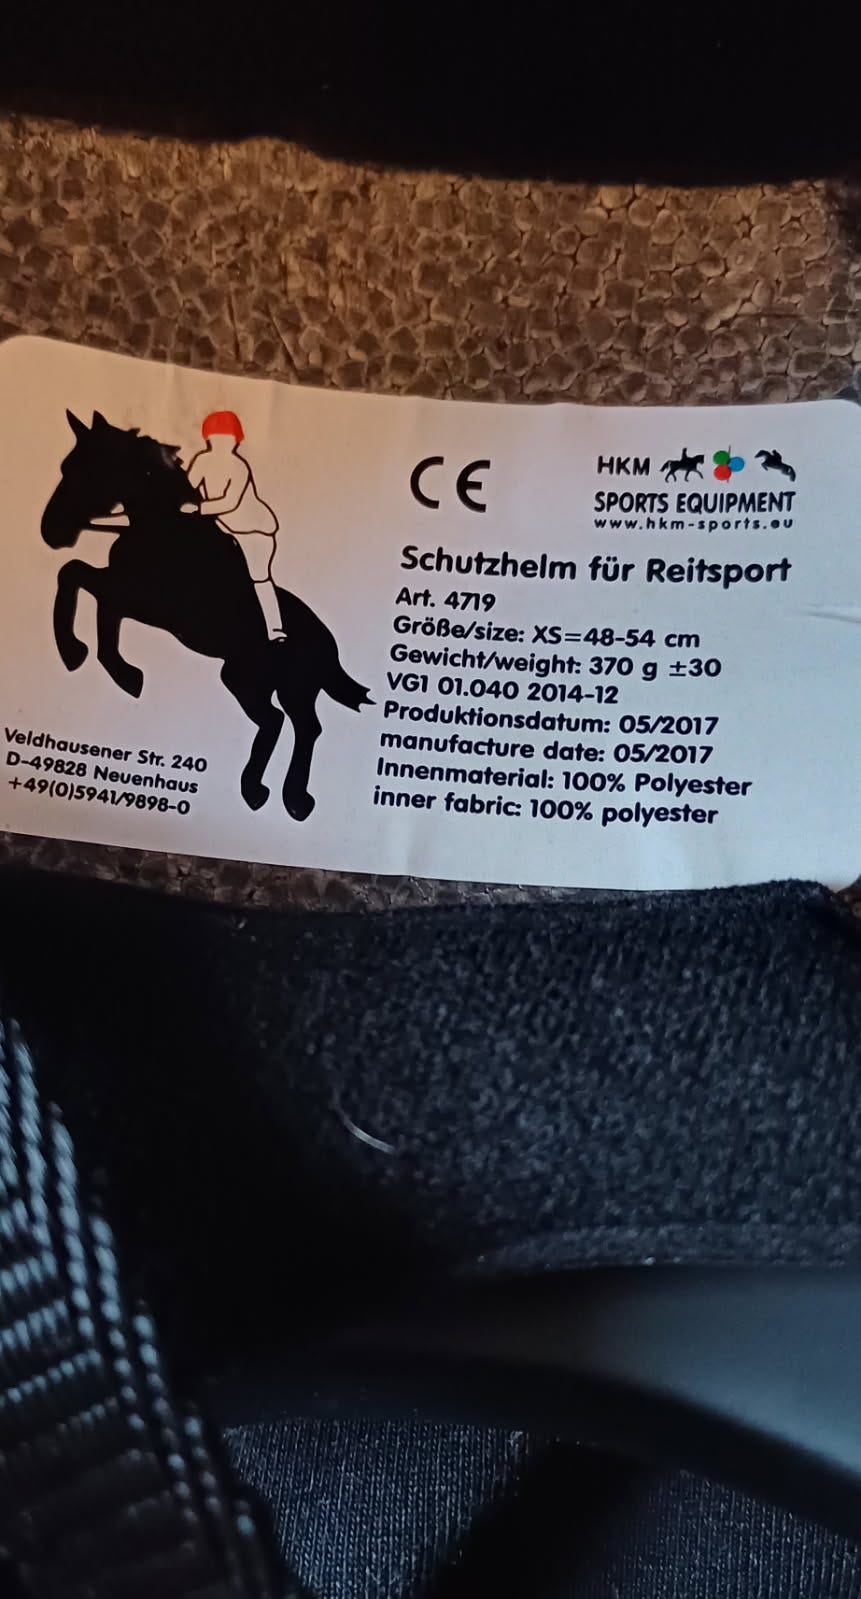 CE
HKM
SPORTS EQUIPMENT
www.hkm-sports.eu
Schutzhelm für Reitsport
Art. 4719
Größe/size: XS=48-54 cm
Gewicht/weight: 370 g ±30
VG1 01.040 2014-12
Produktionsdatum: 05/2017
manufacture date: 05/2017
Innenmaterial: 100% Polyester
inner fabric: 100% polyester
Veldhausener Str. 240
D-49828 Neuenhaus
+49(0)5941/9898-0